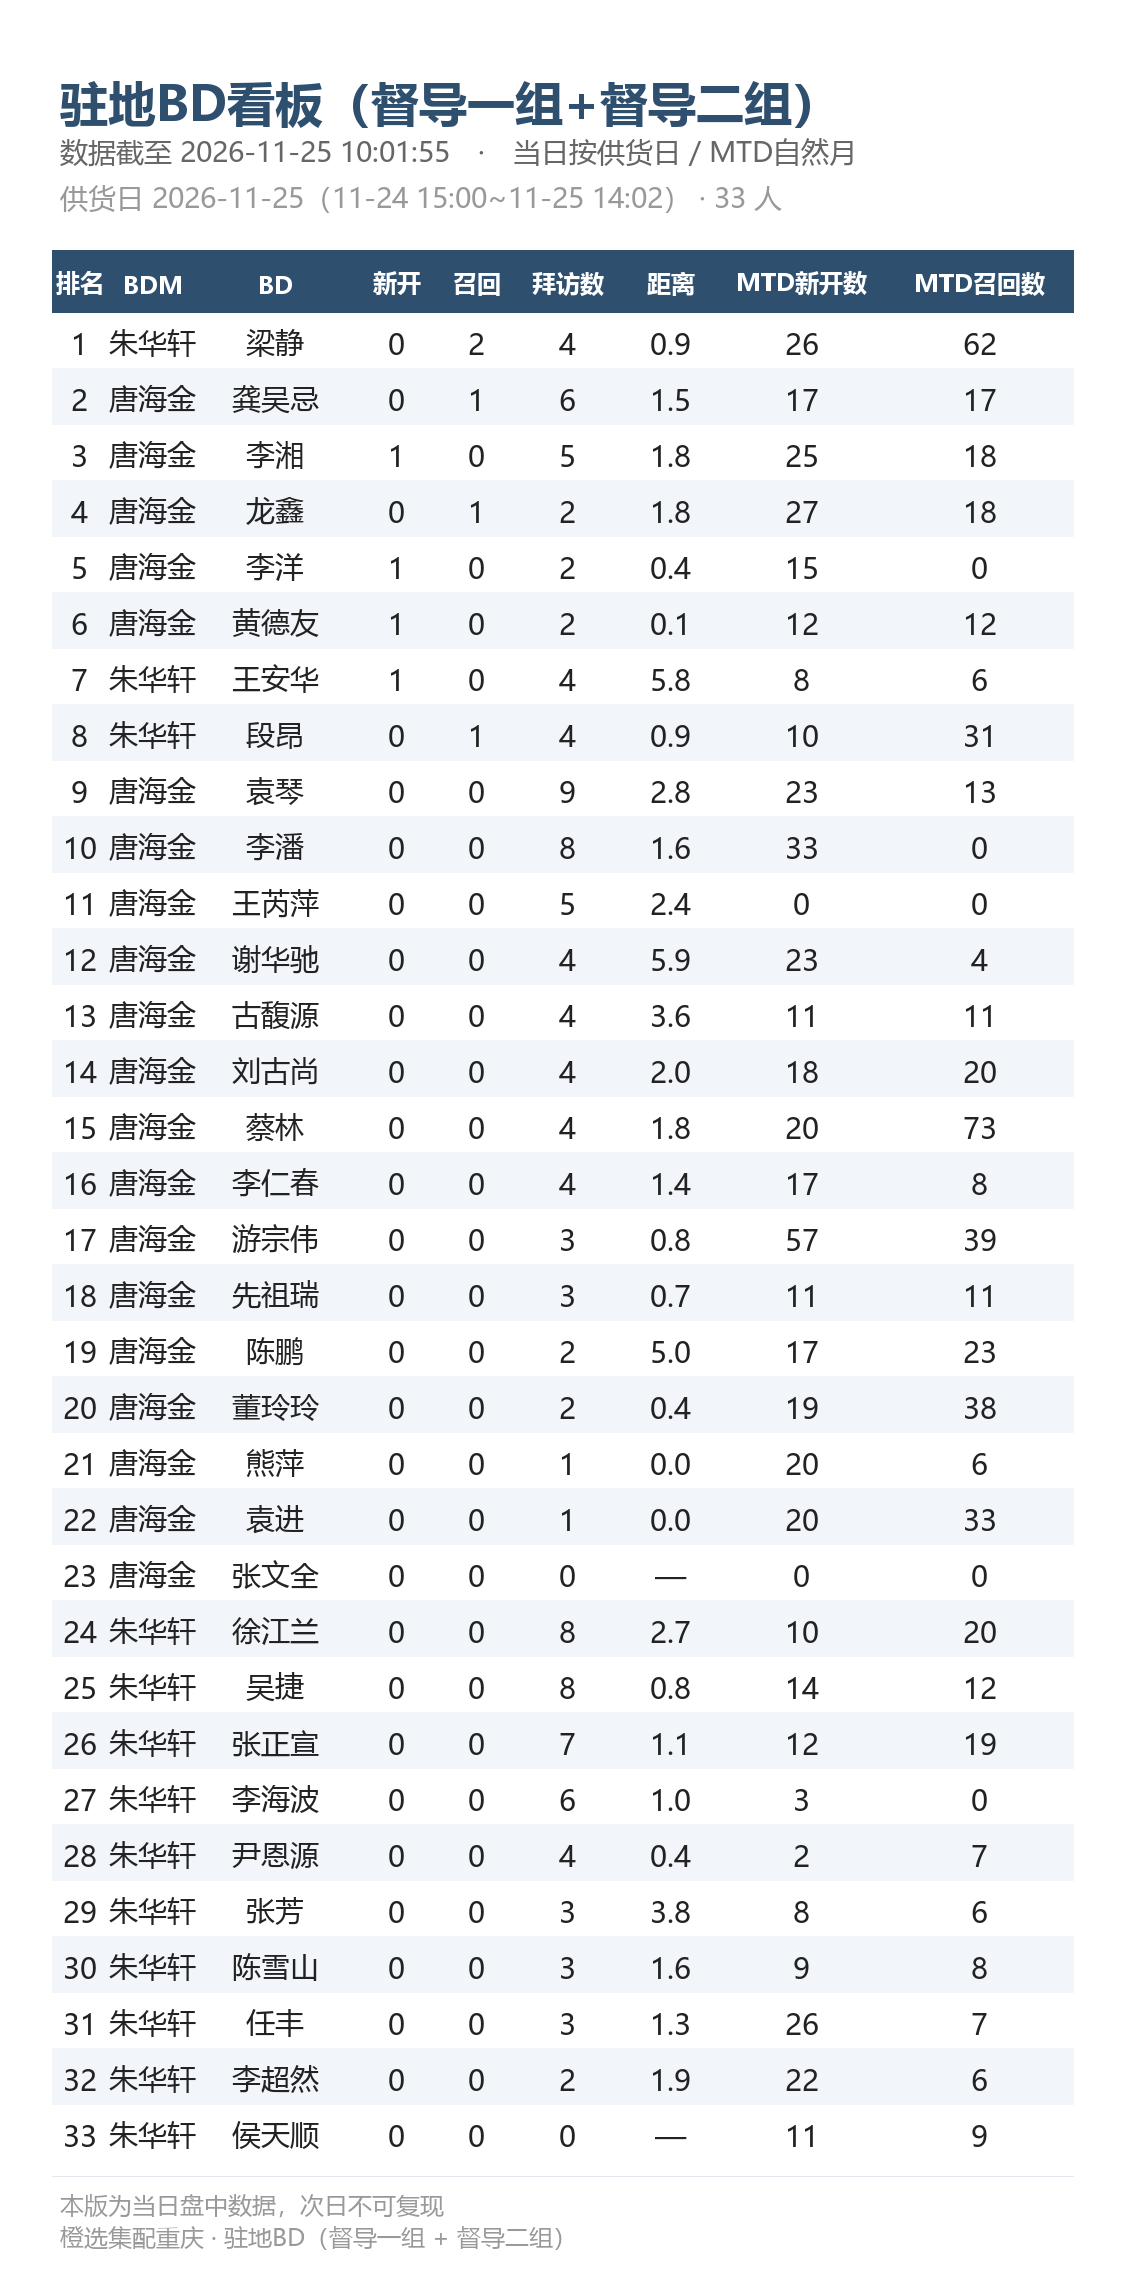 驻地BD看板（督导一组+督导二组）
数据截至 2026-11-25 10:01:55 · 当日按供货日 / MTD自然月
供货日 2026-11-25（11-24 15:00~11-25 14:02） · 33 人
排名 BDM BD 新开 召回 拜访数 距离 MTD新开数 MTD召回数
1 朱华轩 梁静 0 2 4 0.9 26 62
2 唐海金 龚吴忌 0 1 6 1.5 17 17
3 唐海金 李湘 1 0 5 1.8 25 18
4 唐海金 龙鑫 0 1 2 1.8 27 18
5 唐海金 李洋 1 0 2 0.4 15 0
6 唐海金 黄德友 1 0 2 0.1 12 12
7 朱华轩 王安华 1 0 4 5.8 8 6
8 朱华轩 段昂 0 1 4 0.9 10 31
9 唐海金 袁琴 0 0 9 2.8 23 13
10 唐海金 李潘 0 0 8 1.6 33 0
11 唐海金 王芮萍 0 0 5 2.4 0 0
12 唐海金 谢华驰 0 0 4 5.9 23 4
13 唐海金 古馥源 0 0 4 3.6 11 11
14 唐海金 刘古尚 0 0 4 2.0 18 20
15 唐海金 蔡林 0 0 4 1.8 20 73
16 唐海金 李仁春 0 0 4 1.4 17 8
17 唐海金 游宗伟 0 0 3 0.8 57 39
18 唐海金 先祖瑞 0 0 3 0.7 11 11
19 唐海金 陈鹏 0 0 2 5.0 17 23
20 唐海金 董玲玲 0 0 2 0.4 19 38
21 唐海金 熊萍 0 0 1 0.0 20 6
22 唐海金 袁进 0 0 1 0.0 20 33
23 唐海金 张文全 0 0 0 — 0 0
24 朱华轩 徐江兰 0 0 8 2.7 10 20
25 朱华轩 吴捷 0 0 8 0.8 14 12
26 朱华轩 张正宣 0 0 7 1.1 12 19
27 朱华轩 李海波 0 0 6 1.0 3 0
28 朱华轩 尹恩源 0 0 4 0.4 2 7
29 朱华轩 张芳 0 0 3 3.8 8 6
30 朱华轩 陈雪山 0 0 3 1.6 9 8
31 朱华轩 任丰 0 0 3 1.3 26 7
32 朱华轩 李超然 0 0 2 1.9 22 6
33 朱华轩 侯天顺 0 0 0 — 11 9
本版为当日盘中数据，次日不可复现
橙选集配重庆 · 驻地BD（督导一组 + 督导二组）